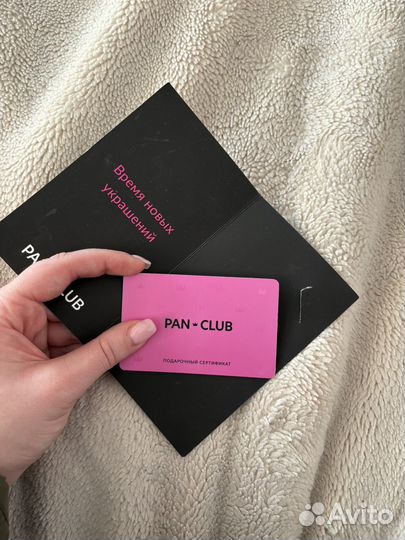 Время новых
украшений
PAN CLUB
PAN CLUB
ПОДАРОЧНЫЙ СЕРТИФИКАТ
Avito